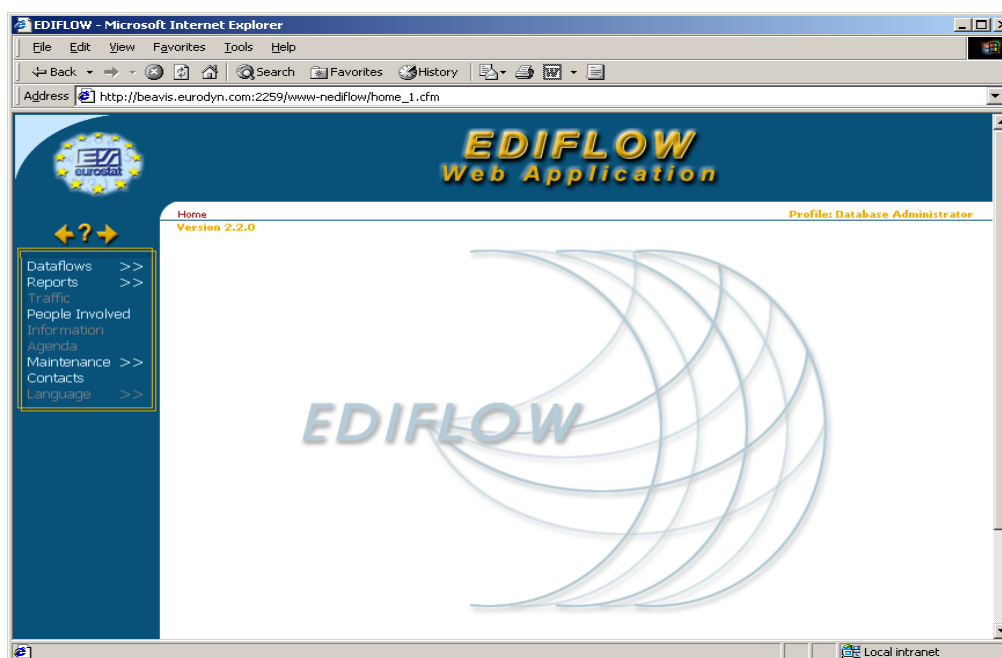 EDIFLOW - Microsoft Internet Explorer
File Edit View Favorites Tools Help
Back Search Favorites History
Address http://beavis.eurodyn.com:2259/www-nediflow/home_1.cfm
eurostat
EDIFLOW
Web Application
Home Profile: Database Administrator
Version 2.2.0
?
Dataflows >>
Reports >>
Traffic
People Involved
Information
Agenda
Maintenance >>
Contacts
Language >>
EDIFLOW
Local intranet